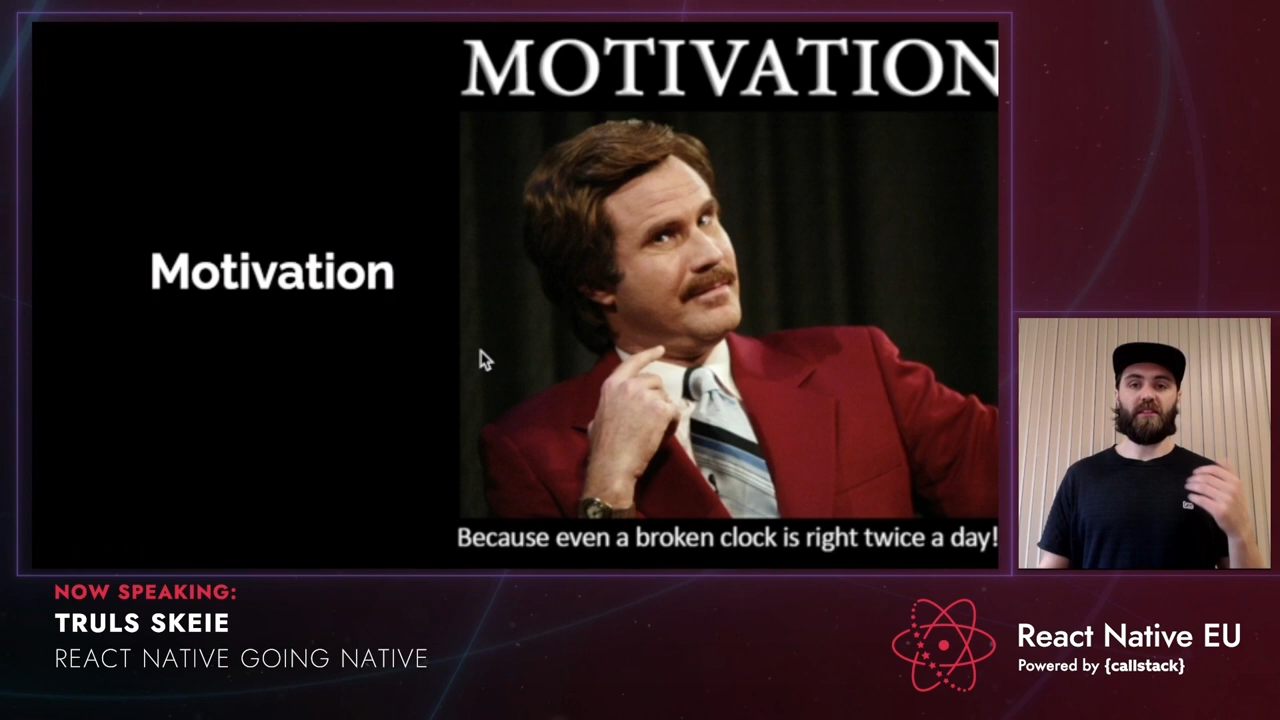 MOTIVATION
Motivation
Because even a broken clock is right twice a day!
NOW SPEAKING:
TRULS SKEIE
REACT NATIVE GOING NATIVE
React Native EU
Powered by {callstack}